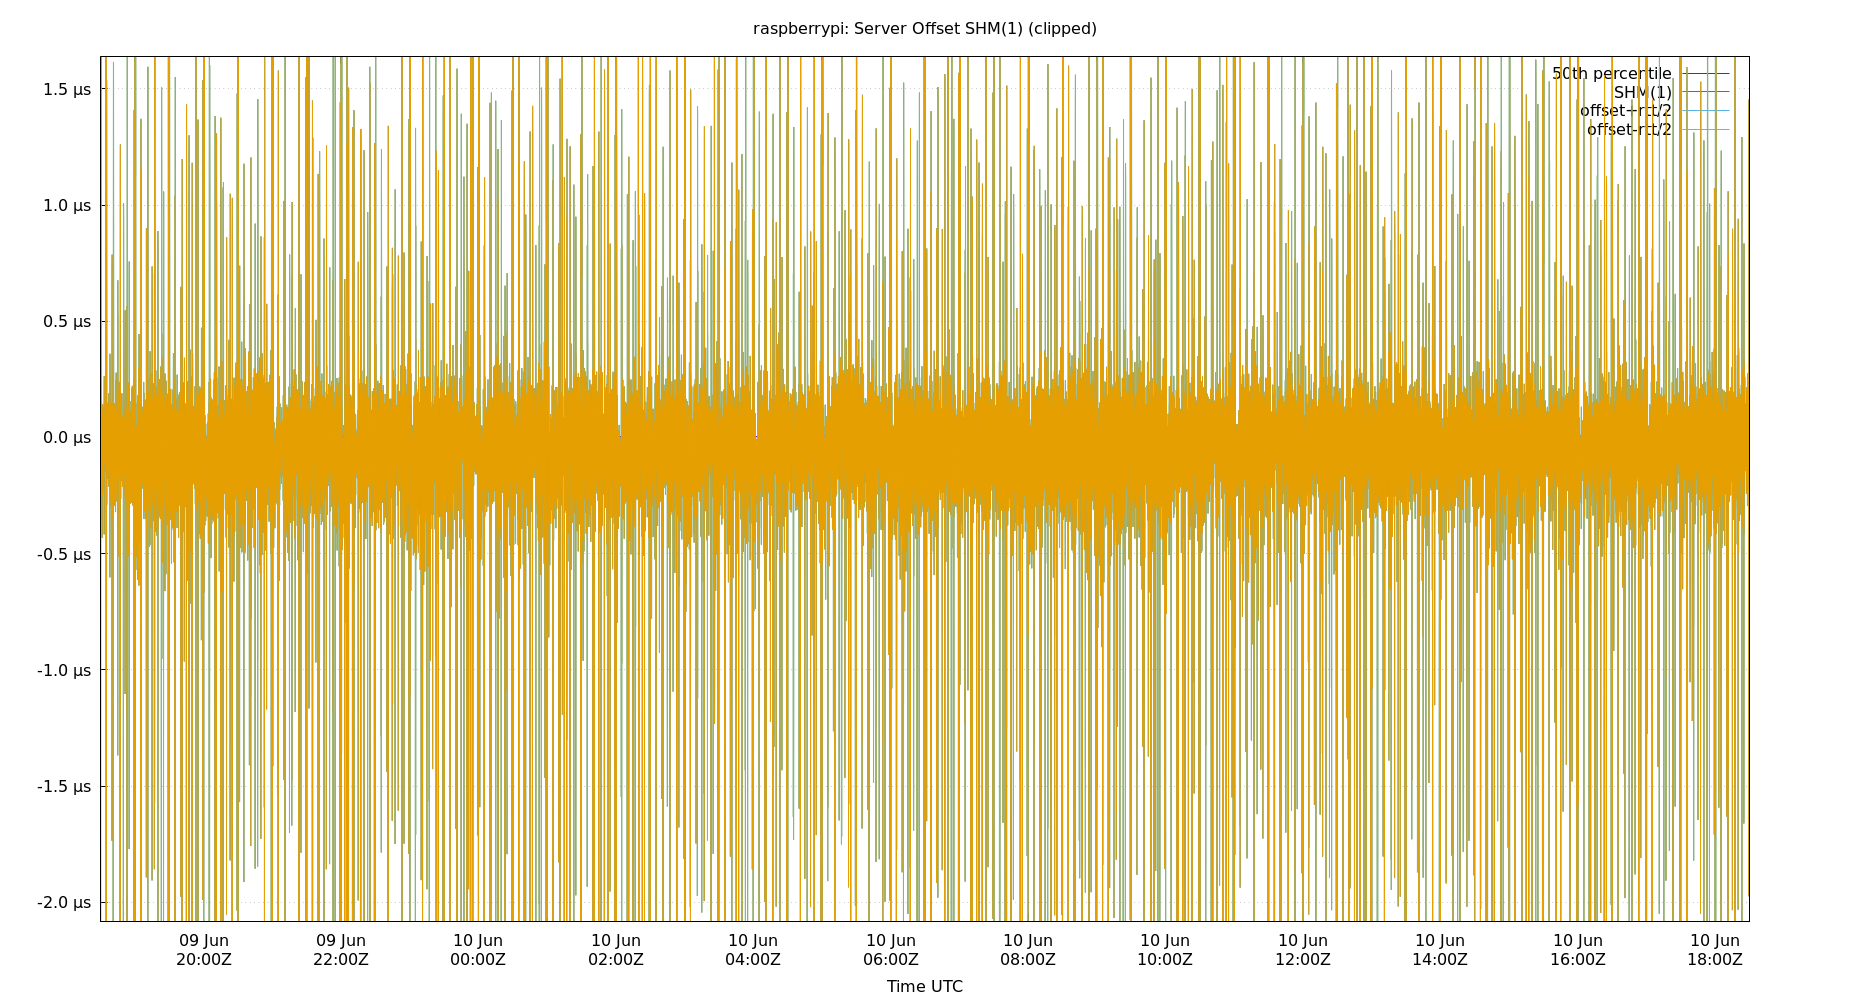 raspberrypi: Server Offset SHM(1) (clipped)
50th percentile
SHM(1)
offset+rtt/2
offset-rtt/2
1.5 µs
1.0 µs
0.5 µs
0.0 µs
-0.5 µs
-1.0 µs
-1.5 µs
-2.0 µs
09 Jun 09 Jun 10 Jun 10 Jun 10 Jun 10 Jun 10 Jun 10 Jun 10 Jun 10 Jun 10 Jun 10 Jun
20:00Z 22:00Z 00:00Z 02:00Z 04:00Z 06:00Z 08:00Z 10:00Z 12:00Z 14:00Z 16:00Z 18:00Z
Time UTC